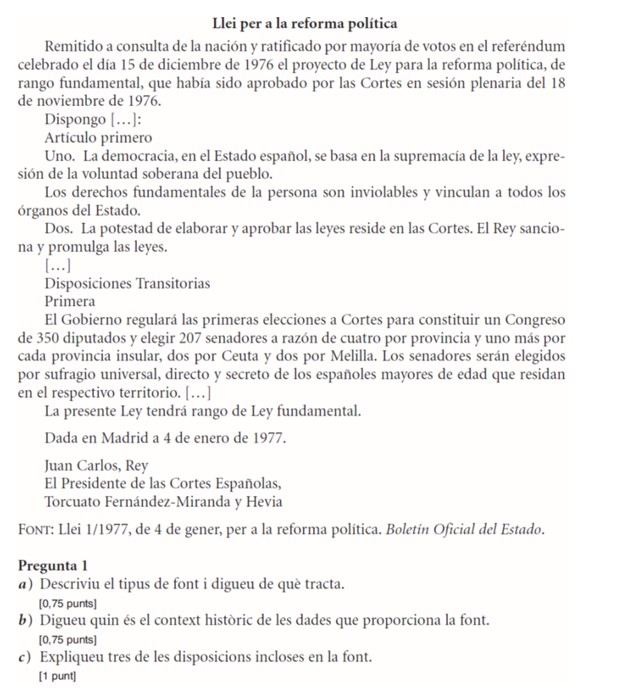 Llei per a la reforma política
Remitido a consulta de la nación y ratificado por mayoría de votos en el referéndum
celebrado el día 15 de diciembre de 1976 el proyecto de Ley para la reforma política, de
rango fundamental, que había sido aprobado por las Cortes en sesión plenaria del 18
de noviembre de 1976.
Dispongo […]:
Artículo primero
Uno. La democracia, en el Estado español, se basa en la supremacía de la ley, expre-
sión de la voluntad soberana del pueblo.
Los derechos fundamentales de la persona son inviolables y vinculan a todos los
órganos del Estado.
Dos. La potestad de elaborar y aprobar las leyes reside en las Cortes. El Rey sancio-
na y promulga las leyes.
[…]
Disposiciones Transitorias
Primera
El Gobierno regulará las primeras elecciones a Cortes para constituir un Congreso
de 350 diputados y elegir 207 senadores a razón de cuatro por provincia y uno más por
cada provincia insular, dos por Ceuta y dos por Melilla. Los senadores serán elegidos
por sufragio universal, directo y secreto de los españoles mayores de edad que residan
en el respectivo territorio. […]
La presente Ley tendrá rango de Ley fundamental.
Dada en Madrid a 4 de enero de 1977.
Juan Carlos, Rey
El Presidente de las Cortes Españolas,
Torcuato Fernández-Miranda y Hevia
FONT: Llei 1/1977, de 4 de gener, per a la reforma política. Boletín Oficial del Estado.
Pregunta 1
a) Descriviu el tipus de font i digueu de què tracta.
[0,75 punts]
b) Digueu quin és el context històric de les dades que proporciona la font.
[0,75 punts]
c) Expliqueu tres de les disposicions incloses en la font.
[1 punt]